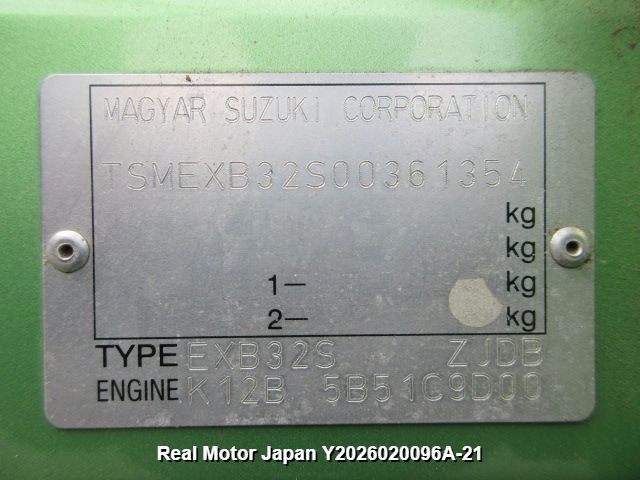 MAGYAR SUZUKI CORPORATION
TSMEXB32S00361354
kg
kg
1– kg
2– kg
TYPE EXB32S ZJDB
ENGINE K12B 5B51C9D00
Real Motor Japan Y2026020096A-21